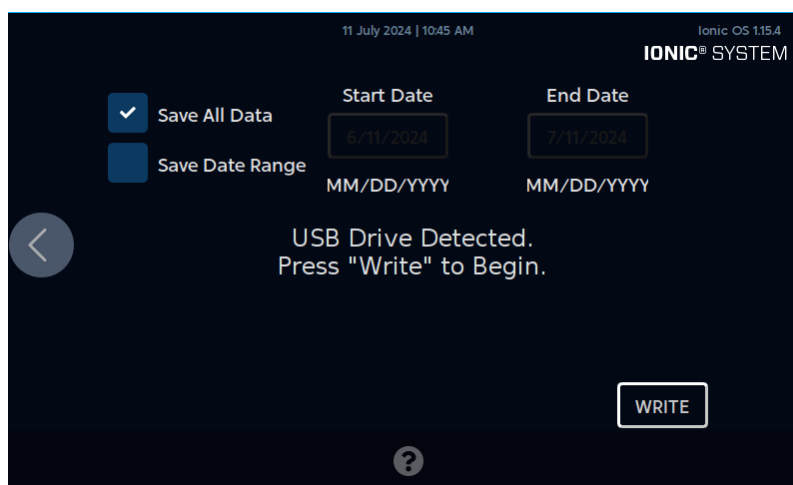 11 July 2024 | 10:45 AM
Ionic OS 1.15.4
IONIC® SYSTEM
Start Date
End Date
Save All Data
6/11/2024
7/11/2024
Save Date Range
MM/DD/YYYY
MM/DD/YYYY
USB Drive Detected.
Press "Write" to Begin.
WRITE
?